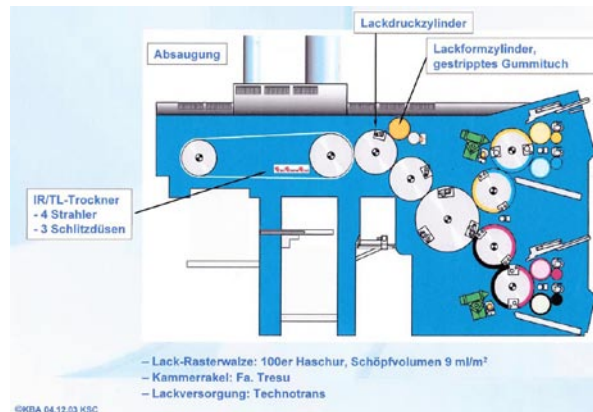 Lackdruckzylinder
Absaugung
Lackformzylinder,
gestripptes Gummituch
IR/TL-Trockner
- 4 Strahler
- 3 Schlitzdüsen
– Lack-Rasterwalze: 100er Haschur, Schöpfvolumen 9 ml/m²
– Kammerrakel: Fa. Tresu
– Lackversorgung: Technotrans
©KBA 04.12.03 KSC